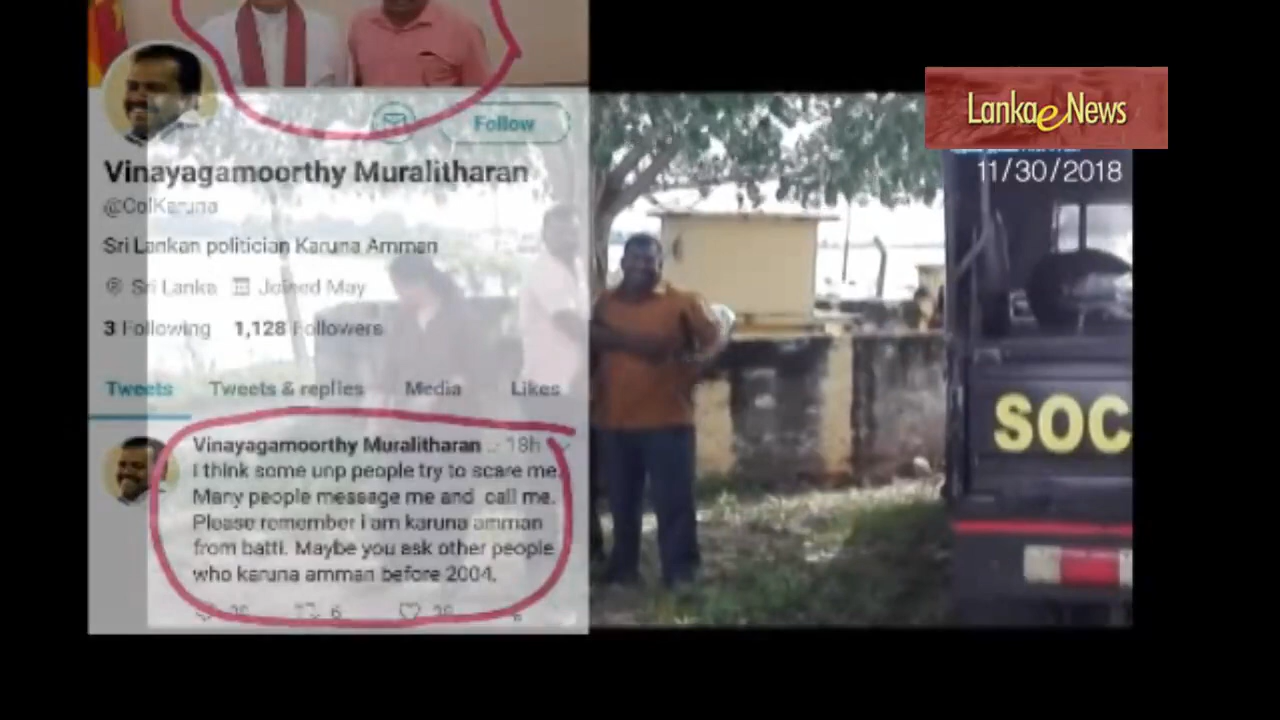 Lanka e News
11/30/2018
Follow
Vinayagamoorthy Muralitharan
@ColKaruna
Sri Lankan politician Karuna Amman
Sri Lanka Joined May
3 Following 1,128 Followers
Tweets Tweets & replies Media Likes
Vinayagamoorthy Muralitharan .. 18h
I think some unp people try to scare me.
Many people message me and call me.
Please remember i am karuna amman
from batti. Maybe you ask other people
who karuna amman before 2004.
6
SOC